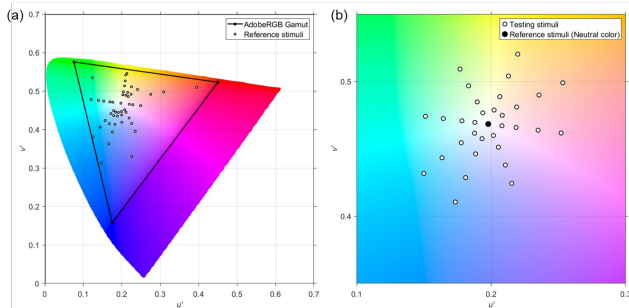 (a)
AdobeRGB Gamut
Reference stimuli
v'
0.7
0.6
0.5
0.4
0.3
0.2
0.1
0
0
0.1
0.2
0.3
0.4
0.5
0.6
0.7
u'
(b)
Testing stimuli
Reference stimuli (Neutral color)
v'
0.5
0.4
0.1
0.2
0.3
u'